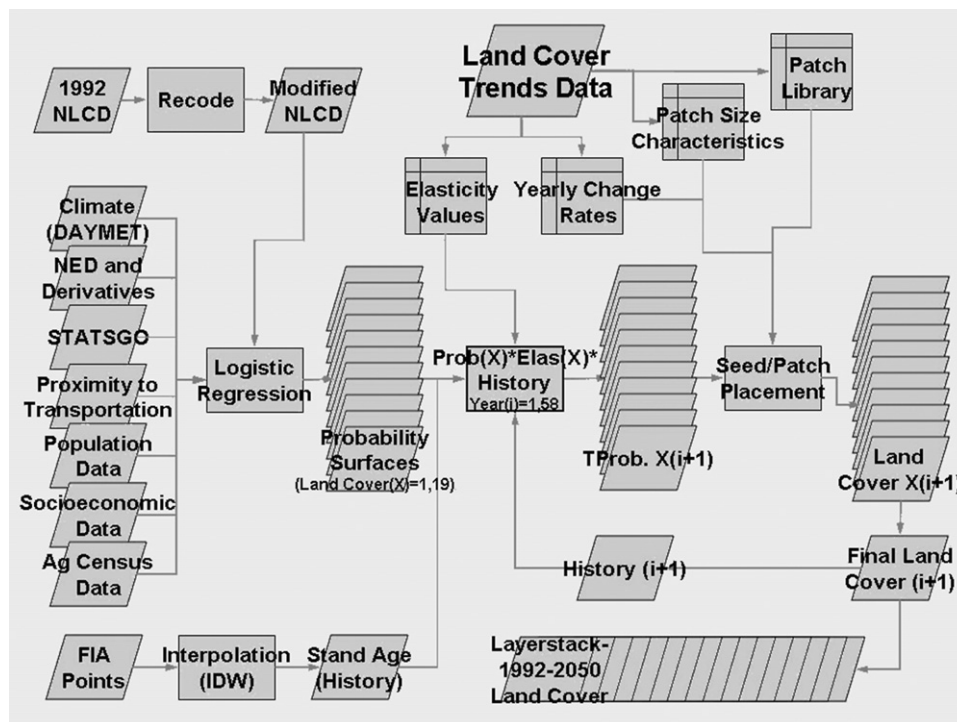 Land Cover
Trends Data
Patch
Library
1992
NLCD
Recode
Modified
NLCD
Patch Size
Characteristics
Elasticity
Values
Yearly Change
Rates
Climate
(DAYMET)
NED and
Derivatives
STATSGO
Proximity to
Transportation
Population
Data
Socioeconomic
Data
Ag Census
Data
Logistic
Regression
Probability
Surfaces
(Land Cover(X)=1,19)
Prob(X)*Elas(X)*
History
Year(i)=1,58
TProb. X(i+1)
Seed/Patch
Placement
Land
Cover X(i+1)
History (i+1)
Final Land
Cover (i+1)
FIA
Points
Interpolation
(IDW)
Stand Age
(History)
Layerstack-
1992-2050
Land Cover